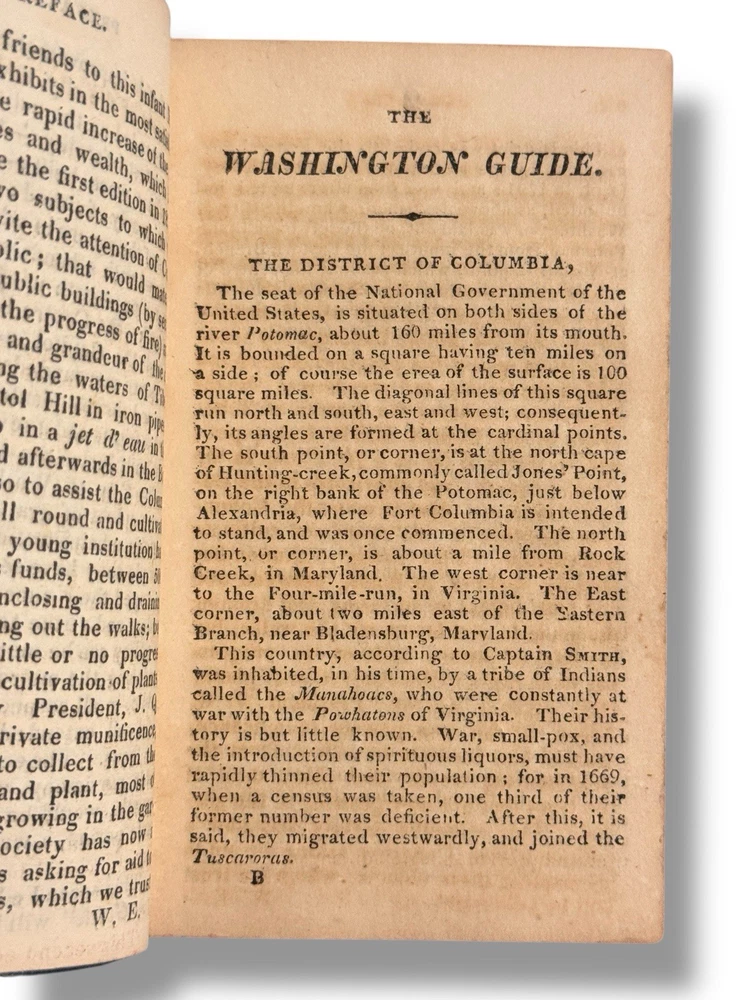 REFACE.
friends to this infant
exhibits in the most
e rapid increase of the
es and wealth, which
e the first edition in
wo subjects to which
vite the attention of
blic; that would
ublic buildings (by
the progress of fire)
and grandeur of the
ng the waters of
tol Hill in iron pipe
o in a jet d'eau in
d afterwards in the
so to assist the
ll round and
young institution
funds, between
nclosing and
ng out the walks;
ittle or no progre
cultivation of plants
President, J. Q
rivate munificence
to collect from the
and plant, most
growing in the
ociety has now
s asking for aid
s, which we trust
W. E.
THE
WASHINGTON GUIDE.
THE DISTRICT OF COLUMBIA,
The seat of the National Government of the
United States, is situated on both sides of the
river Potomac, about 160 miles from its mouth.
It is bounded on a square having ten miles on
a side; of course the erea of the surface is 100
square miles. The diagonal lines of this square
run north and south, east and west; consequent-
ly, its angles are formed at the cardinal points.
The south point, or corner, is at the north cape
of Hunting-creek, commonly called Jones' Point,
on the right bank of the Potomac, just below
Alexandria, where Fort Columbia is intended
to stand, and was once commenced. The north
point, or corner, is about a mile from Rock
Creek, in Maryland. The west corner is near
to the Four-mile-run, in Virginia. The East
corner, about two miles east of the Eastern
Branch, near Bladensburg, Maryland.
This country, according to Captain SMITH,
was inhabited, in his time, by a tribe of Indians
called the Manahoacs, who were constantly at
war with the Powhatons of Virginia. Their his-
tory is but little known. War, small-pox, and
the introduction of spirituous liquors, must have
rapidly thinned their population; for in 1669,
when a census was taken, one third of their
former number was deficient. After this, it is
said, they migrated westwardly, and joined the
Tuscaroras.
B